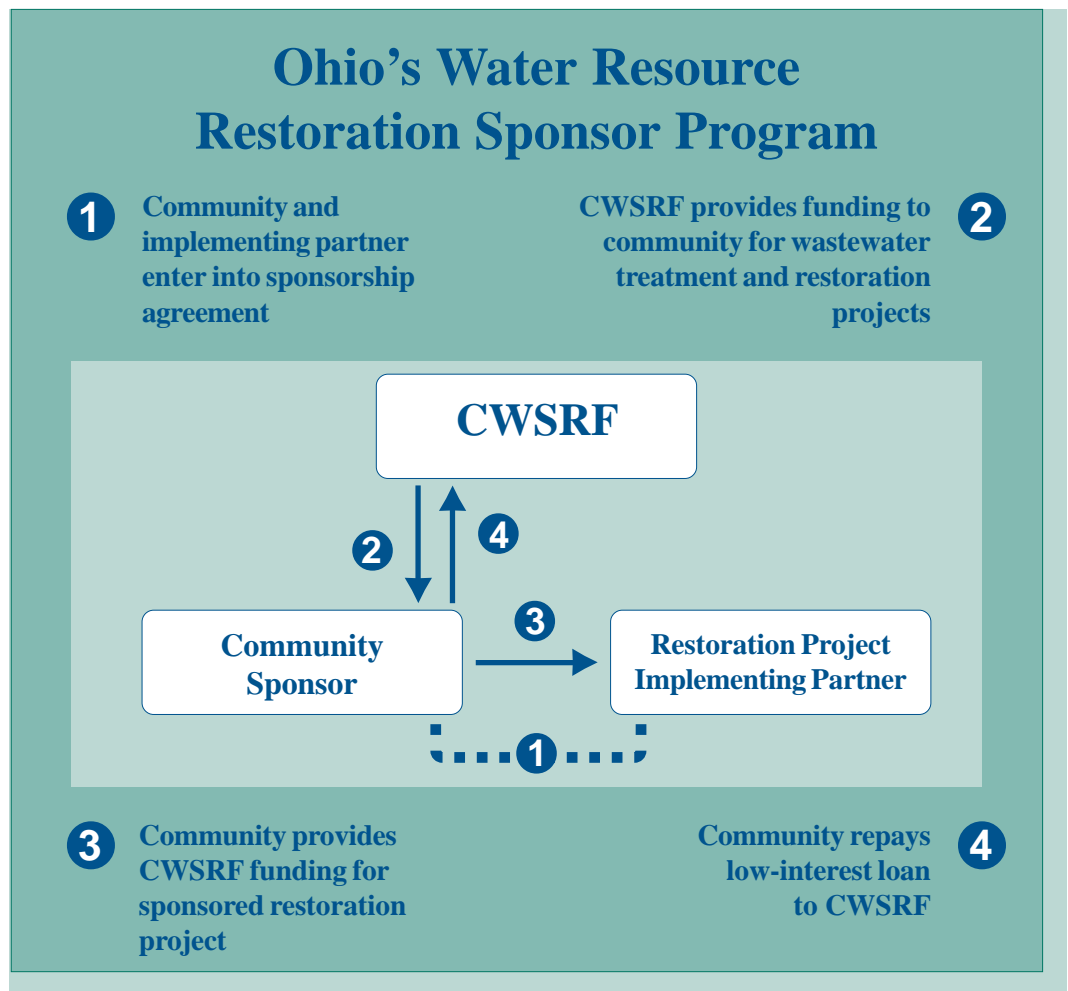 Ohio’s Water Resource
Restoration Sponsor Program
1
Community and
implementing partner
enter into sponsorship
agreement
CWSRF provides funding to
community for wastewater
treatment and restoration
projects
2
CWSRF
2
4
Community
Sponsor
3
Restoration Project
Implementing Partner
1
3
Community provides
CWSRF funding for
sponsored restoration
project
Community repays
low-interest loan
to CWSRF
4